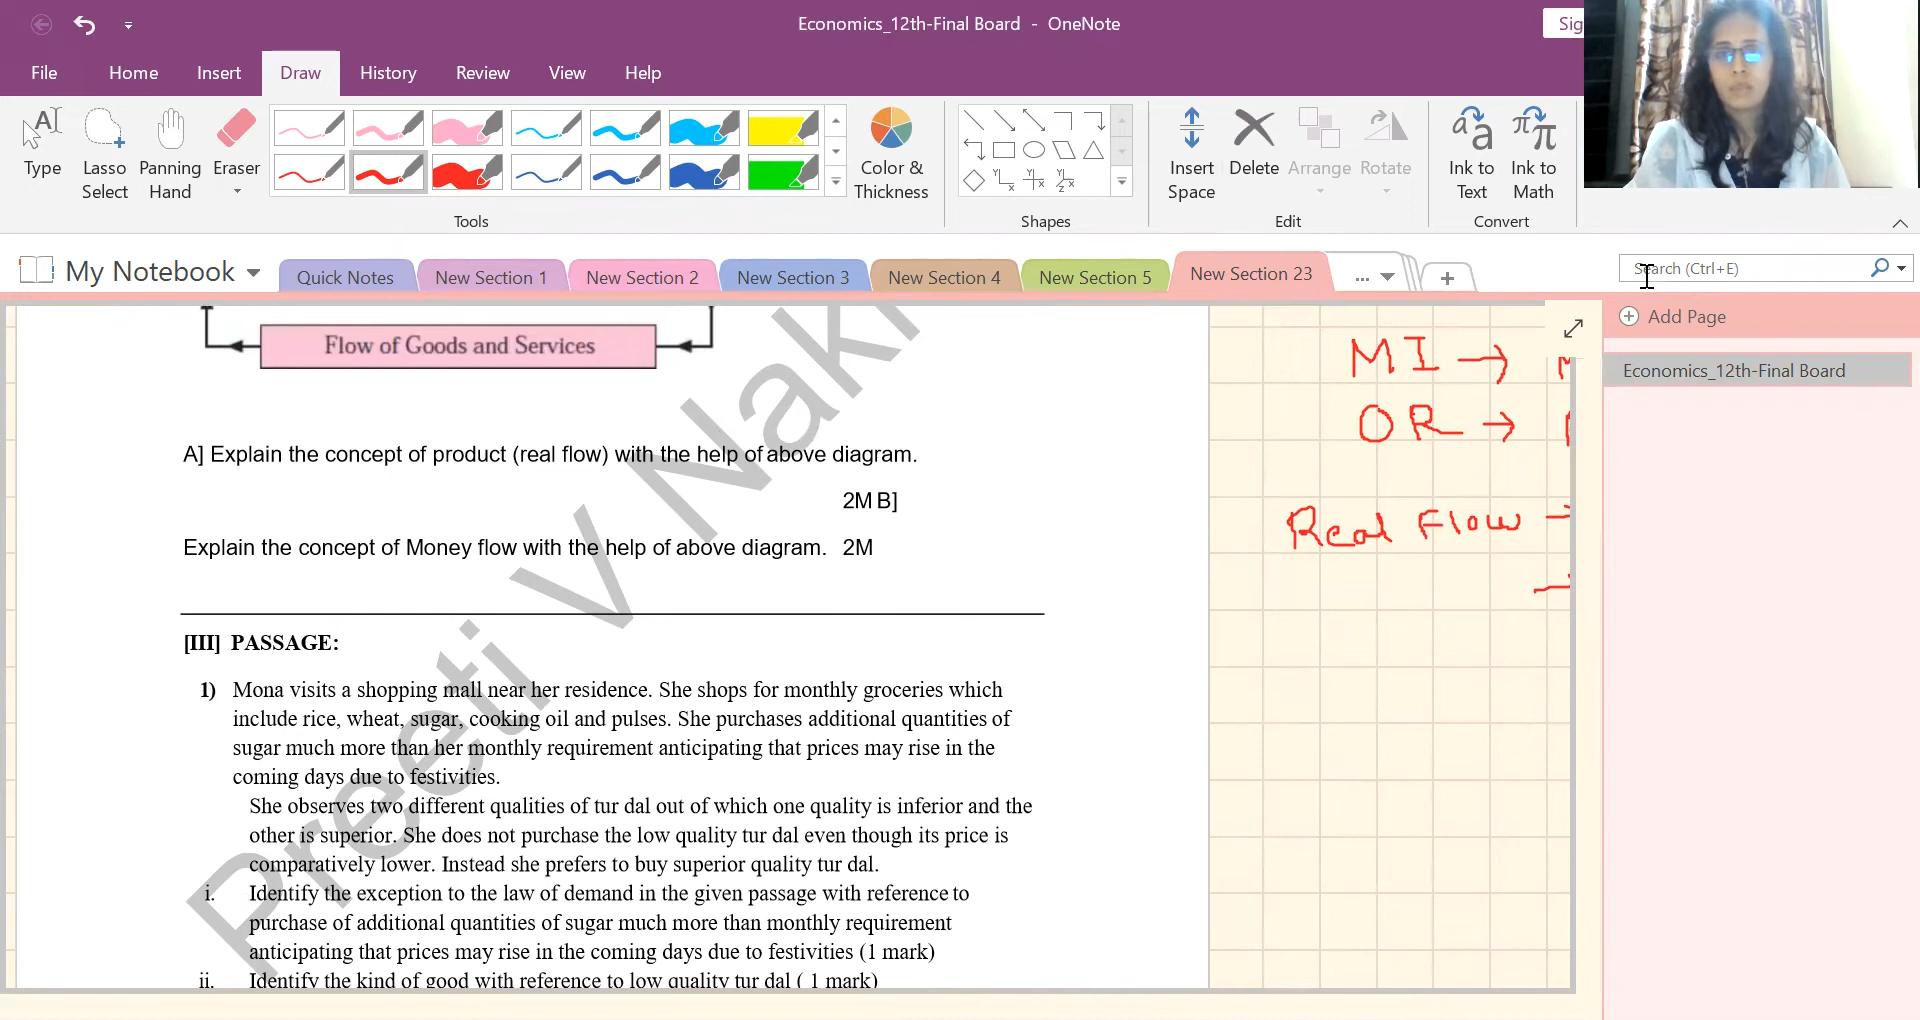 Economics_12th-Final Board - OneNote
Sig
File Home Insert Draw History Review View Help
Type
Lasso Select
Panning Hand
Eraser
Color & Thickness
Insert Space
Delete
Arrange
Rotate
Ink to Text
Ink to Math
Tools
Shapes
Edit
Convert
My Notebook
Quick Notes
New Section 1
New Section 2
New Section 3
New Section 4
New Section 5
New Section 23
...
Search (Ctrl+E)
Add Page
Economics_12th-Final Board
Flow of Goods and Services
A] Explain the concept of product (real flow) with the help of above diagram.
2M B]
Explain the concept of Money flow with the help of above diagram. 2M
[III] PASSAGE:
1) Mona visits a shopping mall near her residence. She shops for monthly groceries which
include rice, wheat, sugar, cooking oil and pulses. She purchases additional quantities of
sugar much more than her monthly requirement anticipating that prices may rise in the
coming days due to festivities.
She observes two different qualities of tur dal out of which one quality is inferior and the
other is superior. She does not purchase the low quality tur dal even though its price is
comparatively lower. Instead she prefers to buy superior quality tur dal.
i. Identify the exception to the law of demand in the given passage with reference to
purchase of additional quantities of sugar much more than monthly requirement
anticipating that prices may rise in the coming days due to festivities (1 mark)
ii. Identify the kind of good with reference to low quality tur dal ( 1 mark)
Preeti V Naki
MI →
OR →
Real Flow →
→